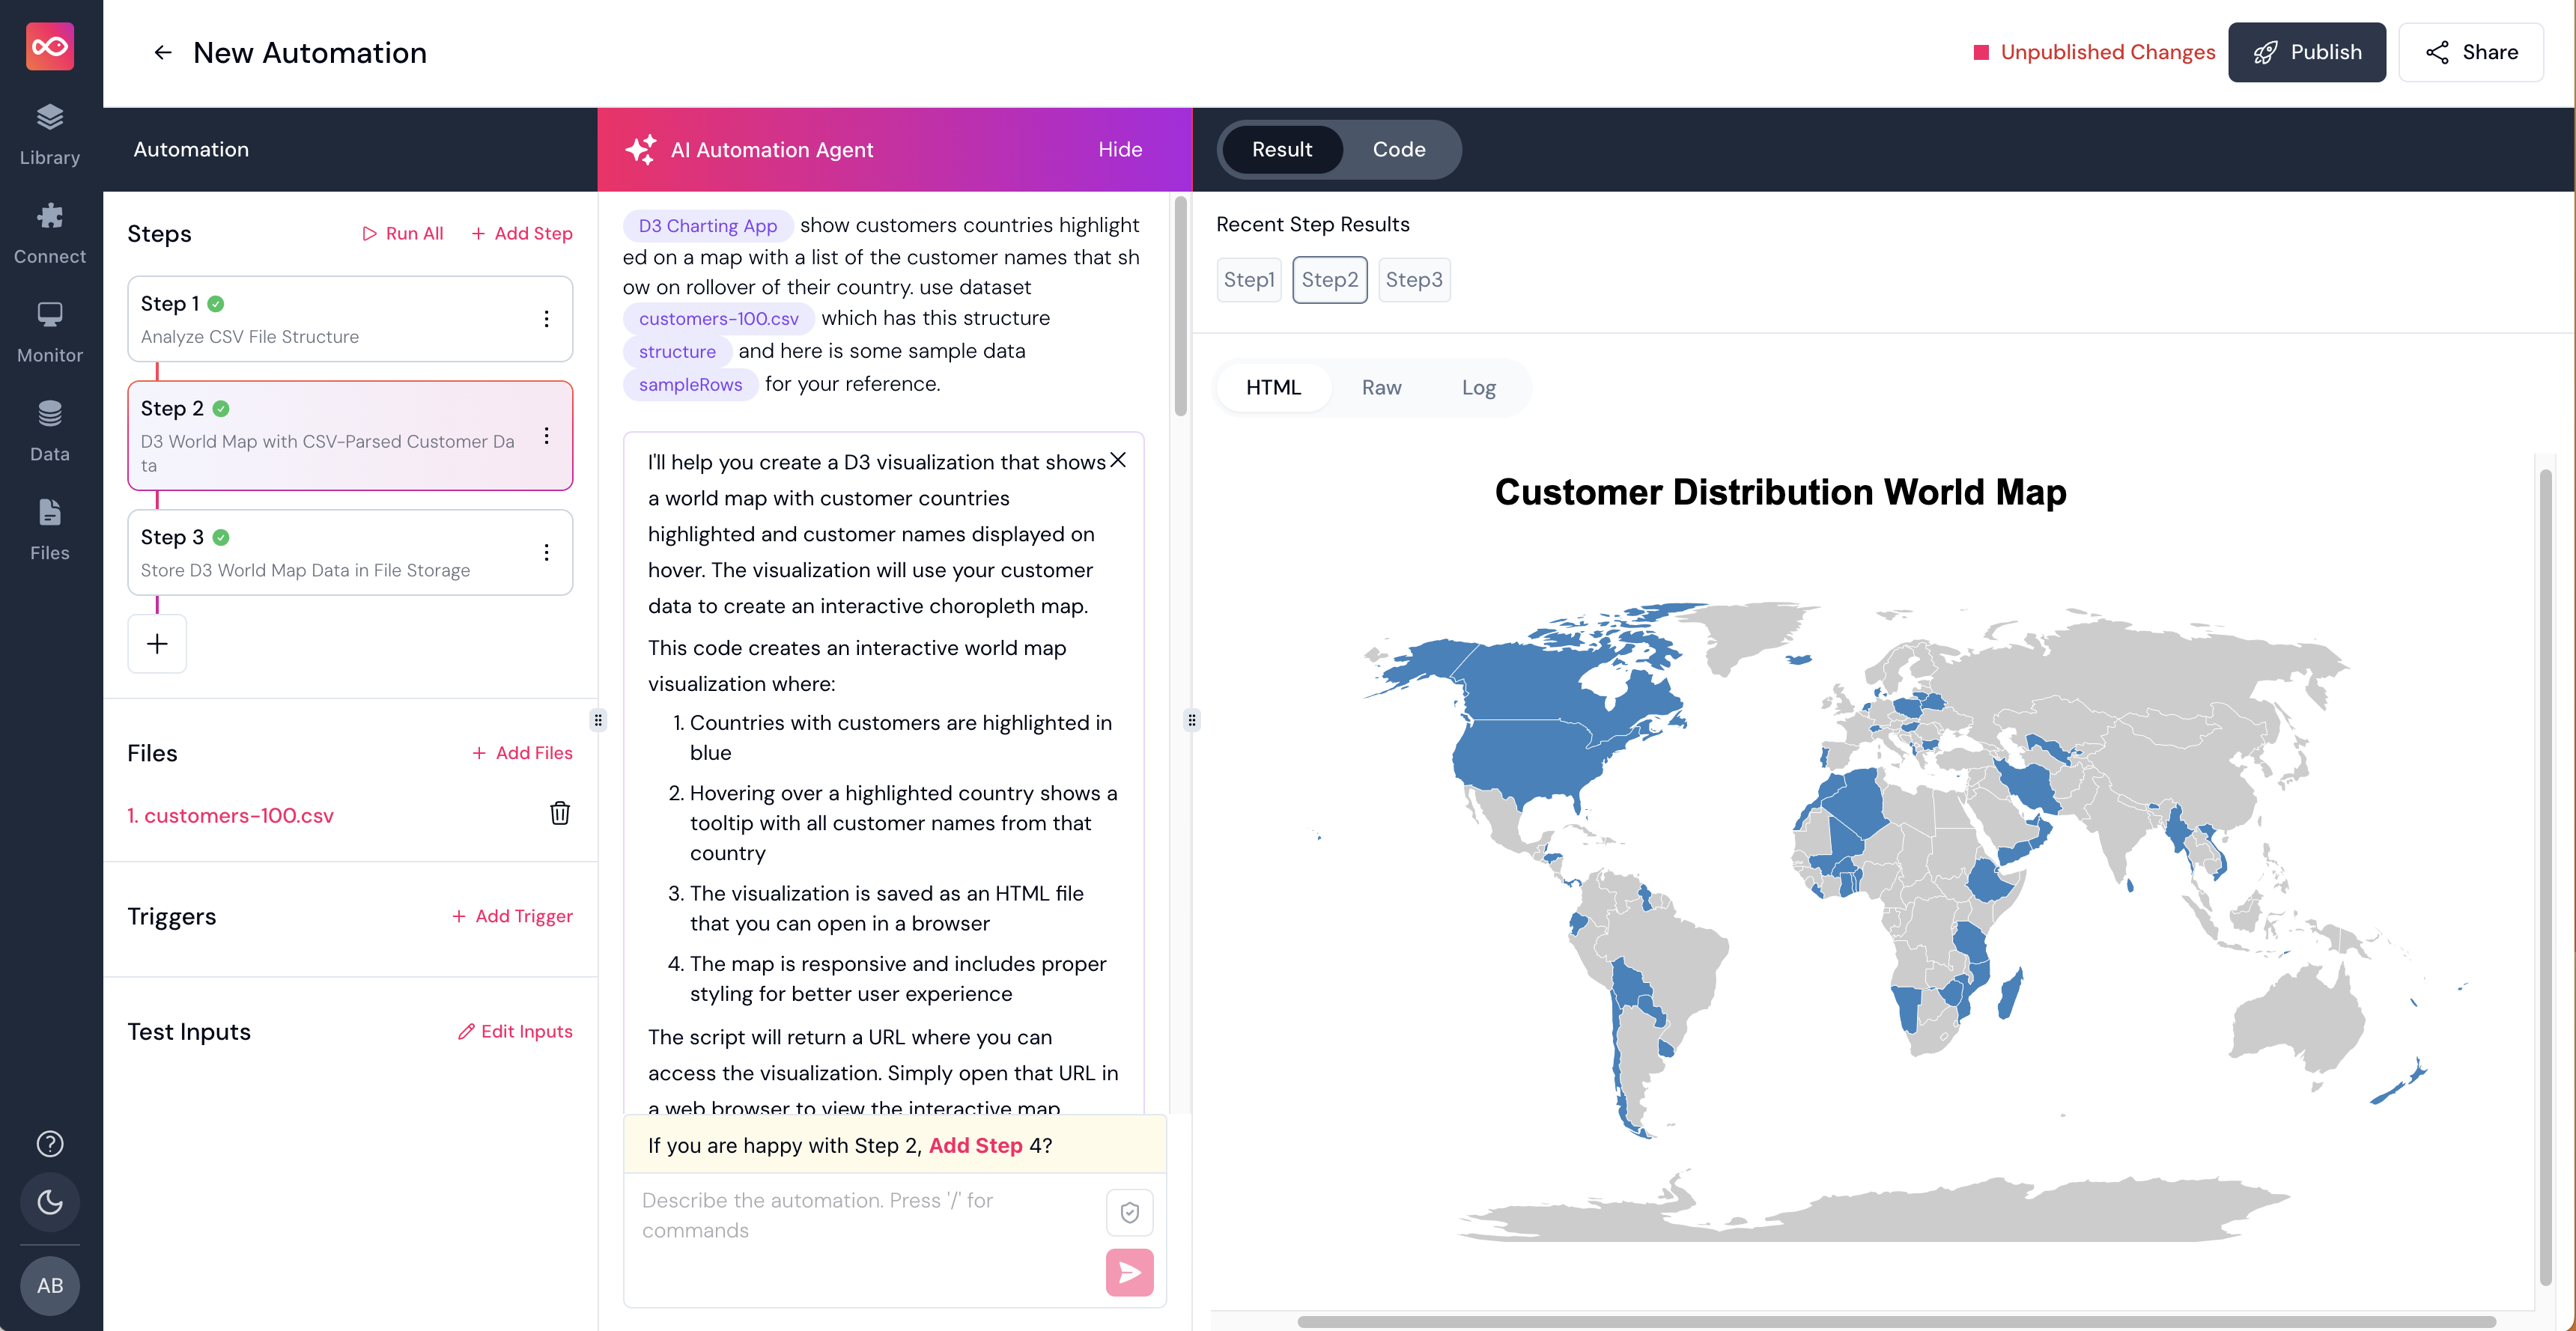 New Automation
Unpublished Changes
Publish
Share
Library
Connect
Monitor
Data
Files
AB
Automation
Steps
Run All
+ Add Step
Step 1
Analyze CSV File Structure
Step 2
D3 World Map with CSV-Parsed Customer Da
ta
Step 3
Store D3 World Map Data in File Storage
Files
+ Add Files
1. customers-100.csv
Triggers
+ Add Trigger
Test Inputs
Edit Inputs
AI Automation Agent
Hide
D3 Charting App show customers countries highlight
ed on a map with a list of the customer names that sh
ow on rollover of their country. use dataset
customers-100.csv which has this structure
structure and here is some sample data
sampleRows for your reference.
I'll help you create a D3 visualization that shows
a world map with customer countries
highlighted and customer names displayed on
hover. The visualization will use your customer
data to create an interactive choropleth map.
This code creates an interactive world map
visualization where:
1. Countries with customers are highlighted in
blue
2. Hovering over a highlighted country shows a
tooltip with all customer names from that
country
3. The visualization is saved as an HTML file
that you can open in a browser
4. The map is responsive and includes proper
styling for better user experience
The script will return a URL where you can
access the visualization. Simply open that URL in
a web browser to view the interactive map
If you are happy with Step 2, Add Step 4?
Describe the automation. Press '/' for
commands
Result
Code
Recent Step Results
Step1
Step2
Step3
HTML
Raw
Log
Customer Distribution World Map